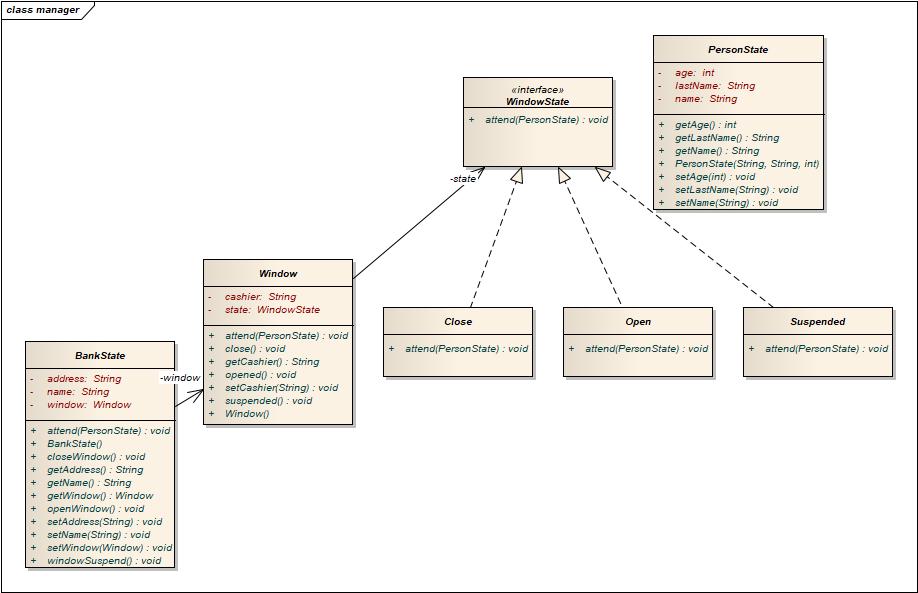 class manager
«interface»
WindowState
+ attend(PersonState) : void
PersonState
- age: int
- lastName: String
- name: String
+ getAge() : int
+ getLastName() : String
+ getName() : String
+ PersonState(String, String, int)
+ setAge(int) : void
+ setLastName(String) : void
+ setName(String) : void
-state
Window
- cashier: String
- state: WindowState
+ attend(PersonState) : void
+ close() : void
+ getCashier() : String
+ opened() : void
+ setCashier(String) : void
+ suspended() : void
+ Window()
Close
+ attend(PersonState) : void
Open
+ attend(PersonState) : void
Suspended
+ attend(PersonState) : void
BankState
- address: String
- name: String
- window: Window
+ attend(PersonState) : void
+ BankState()
+ closeWindow() : void
+ getAddress() : String
+ getName() : String
+ getWindow() : Window
+ openWindow() : void
+ setAddress(String) : void
+ setName(String) : void
+ setWindow(Window) : void
+ windowSuspend() : void
-window